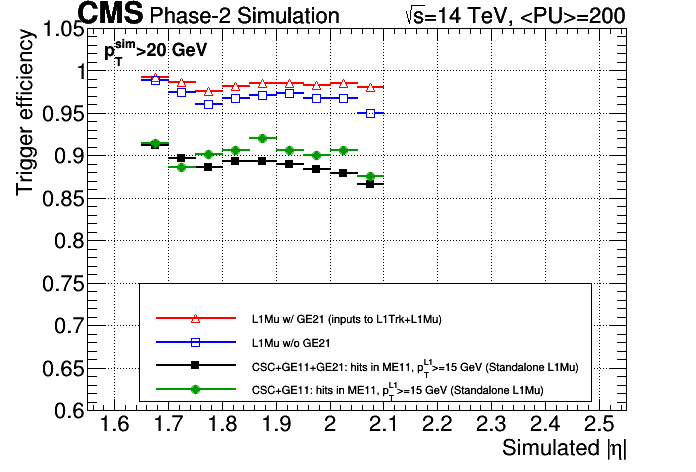 CMS Phase-2 Simulation √s=14 TeV, <PU>=200
p_T^sim>20 GeV
Trigger efficiency
1.05
1
0.95
0.9
0.85
0.8
0.75
0.7
0.65
0.6
L1Mu w/ GE21 (inputs to L1Trk+L1Mu)
L1Mu w/o GE21
CSC+GE11+GE21: hits in ME11, p_T^L1>=15 GeV (Standalone L1Mu)
CSC+GE11: hits in ME11, p_T^L1>=15 GeV (Standalone L1Mu)
1.6 1.7 1.8 1.9 2 2.1 2.2 2.3 2.4 2.5
Simulated |η|